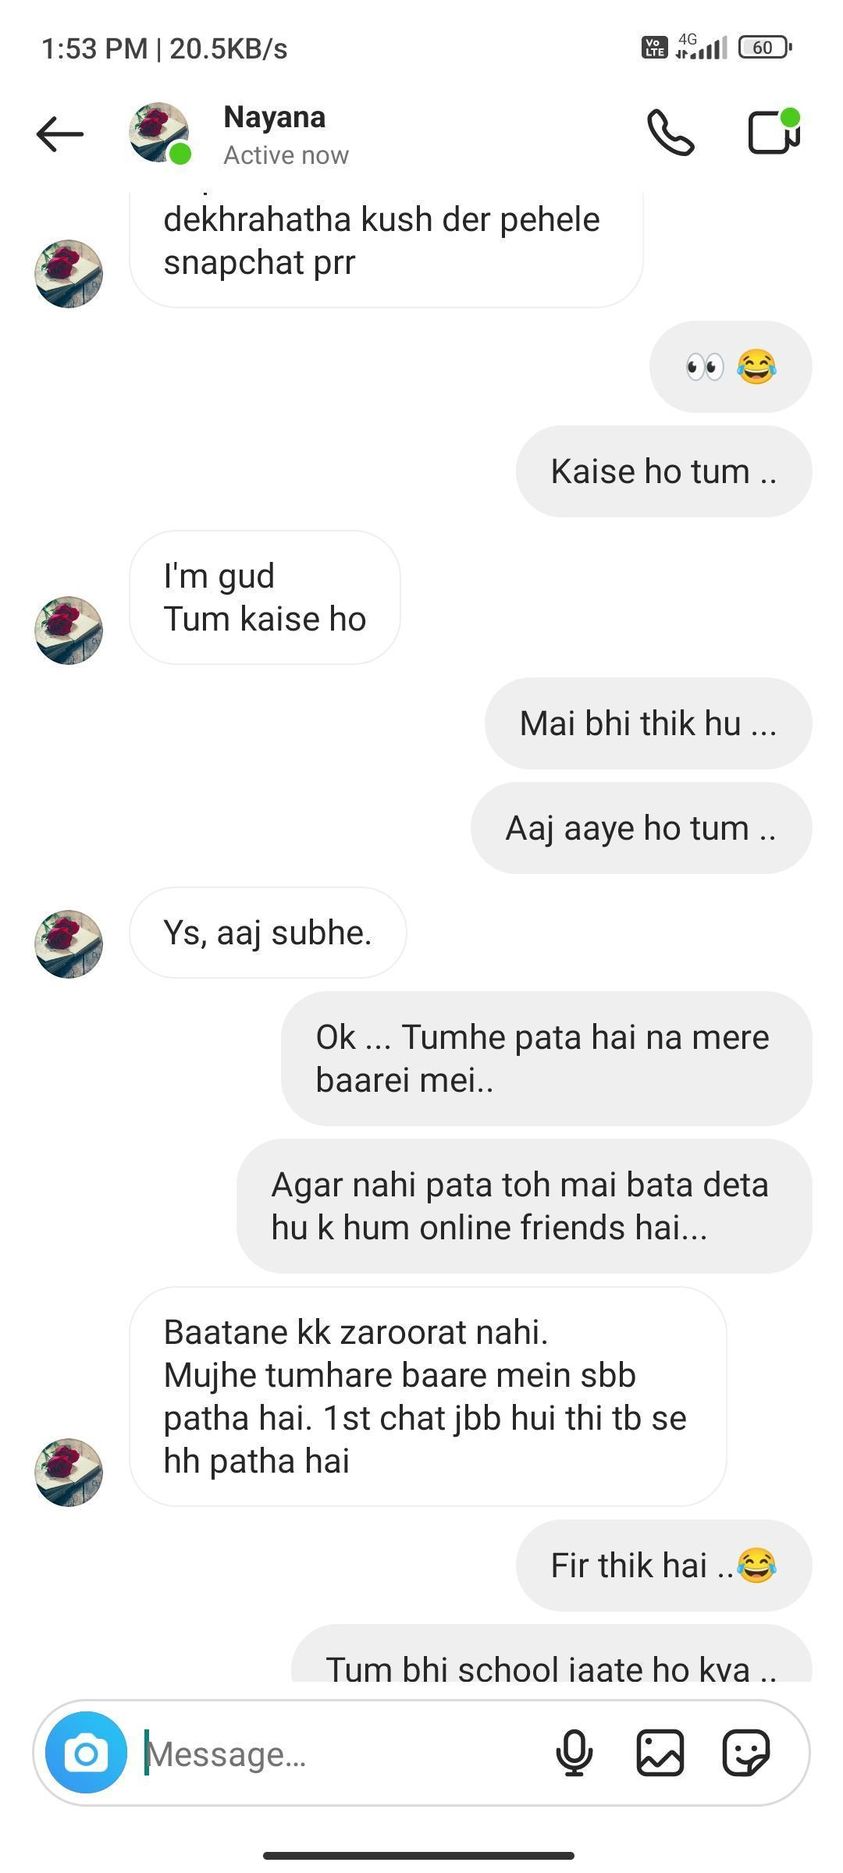 1:53 PM | 20.5KB/s
Vo LTE 4G 60
Nayana
Active now
dekhrahatha kush der pehele
snapchat prr
👀 😂
Kaise ho tum ..
I'm gud
Tum kaise ho
Mai bhi thik hu ...
Aaj aaye ho tum ..
Ys, aaj subhe.
Ok ... Tumhe pata hai na mere
baarei mei..
Agar nahi pata toh mai bata deta
hu k hum online friends hai...
Baatane kk zaroorat nahi.
Mujhe tumhare baare mein sbb
patha hai. 1st chat jbb hui thi tb se
hh patha hai
Fir thik hai ..😂
Tum bhi school jaate ho kya ..
Message...